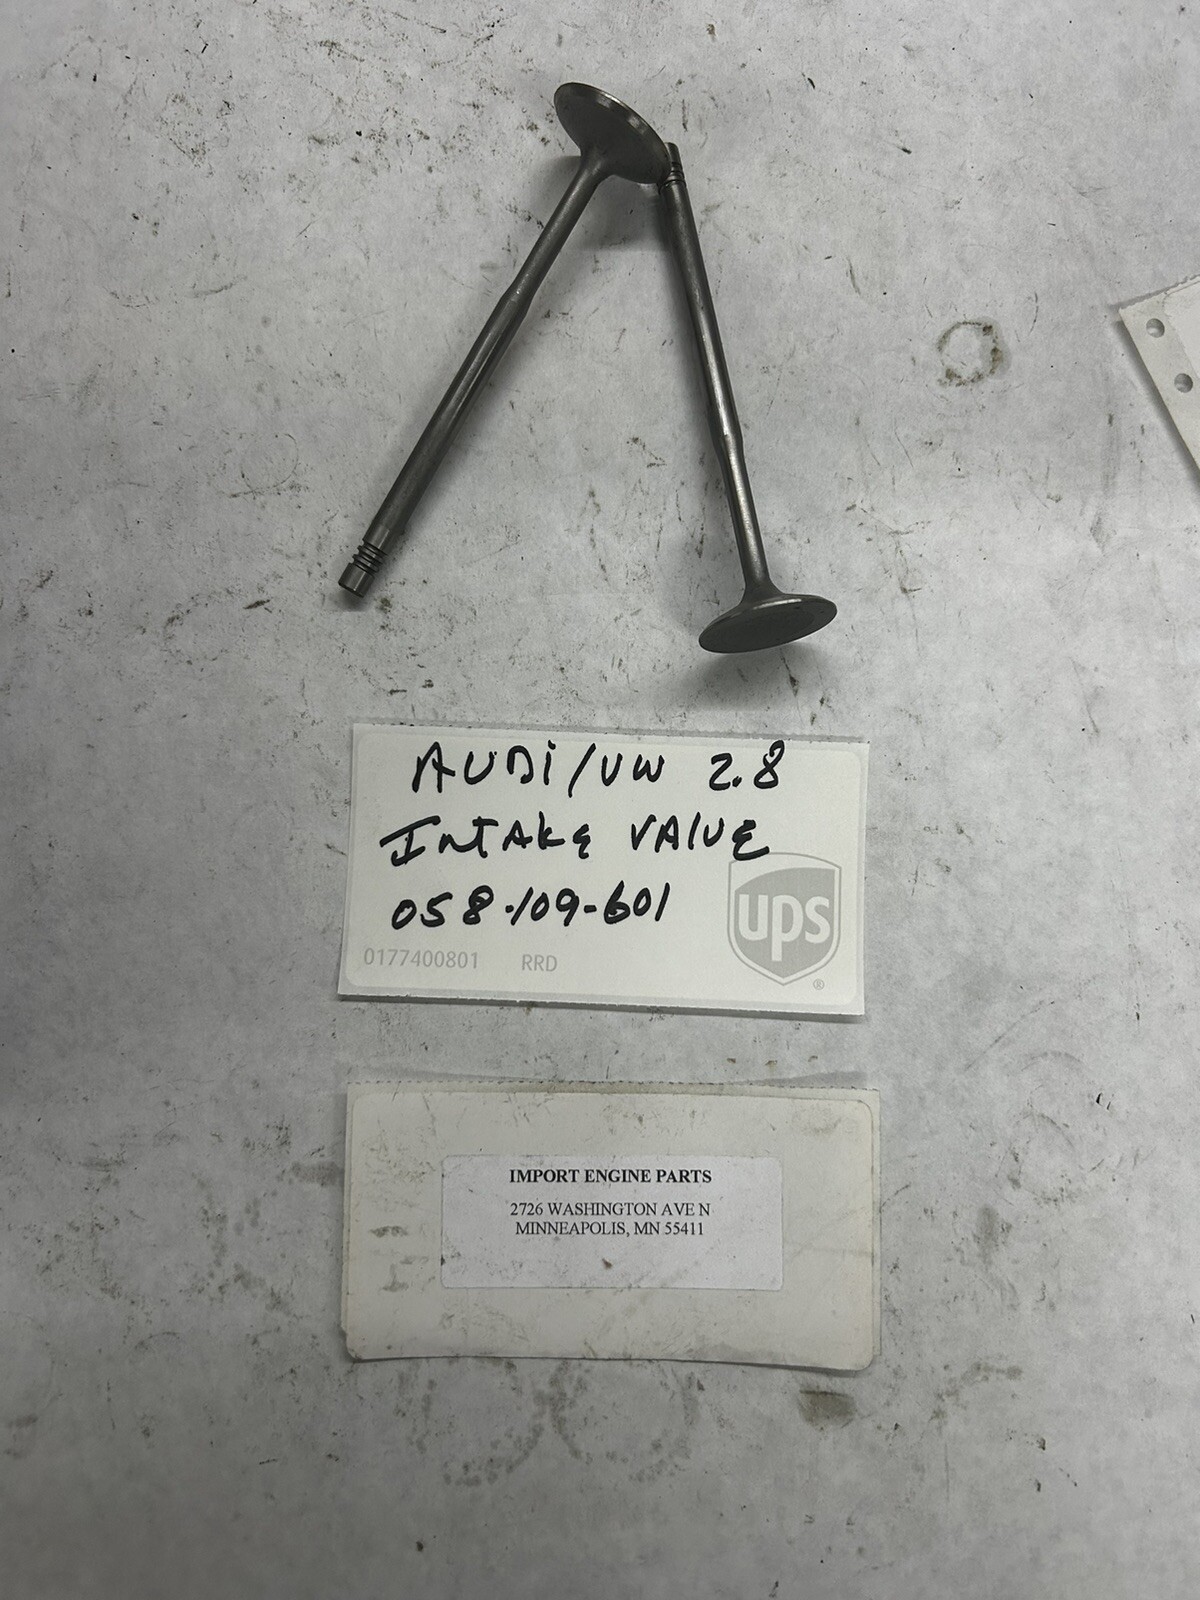 AUDi/VW 2.8
INTAKE VALVE
058-109-601
ups
®
0177400801 RRD
IMPORT ENGINE PARTS
2726 WASHINGTON AVE N
MINNEAPOLIS, MN 55411